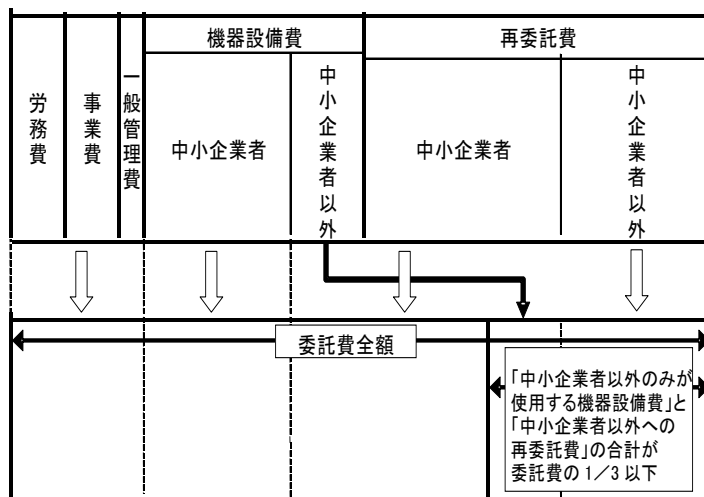 機器設備費
再委託費
労務費
事業費
一般管理費
中小企業者
中小企業者以外
中小企業者
中小企業者以外
委託費全額
「中小企業者以外のみが
使用する機器設備費」と
「中小企業者以外への
再委託費」の合計が
委託費の1/3以下